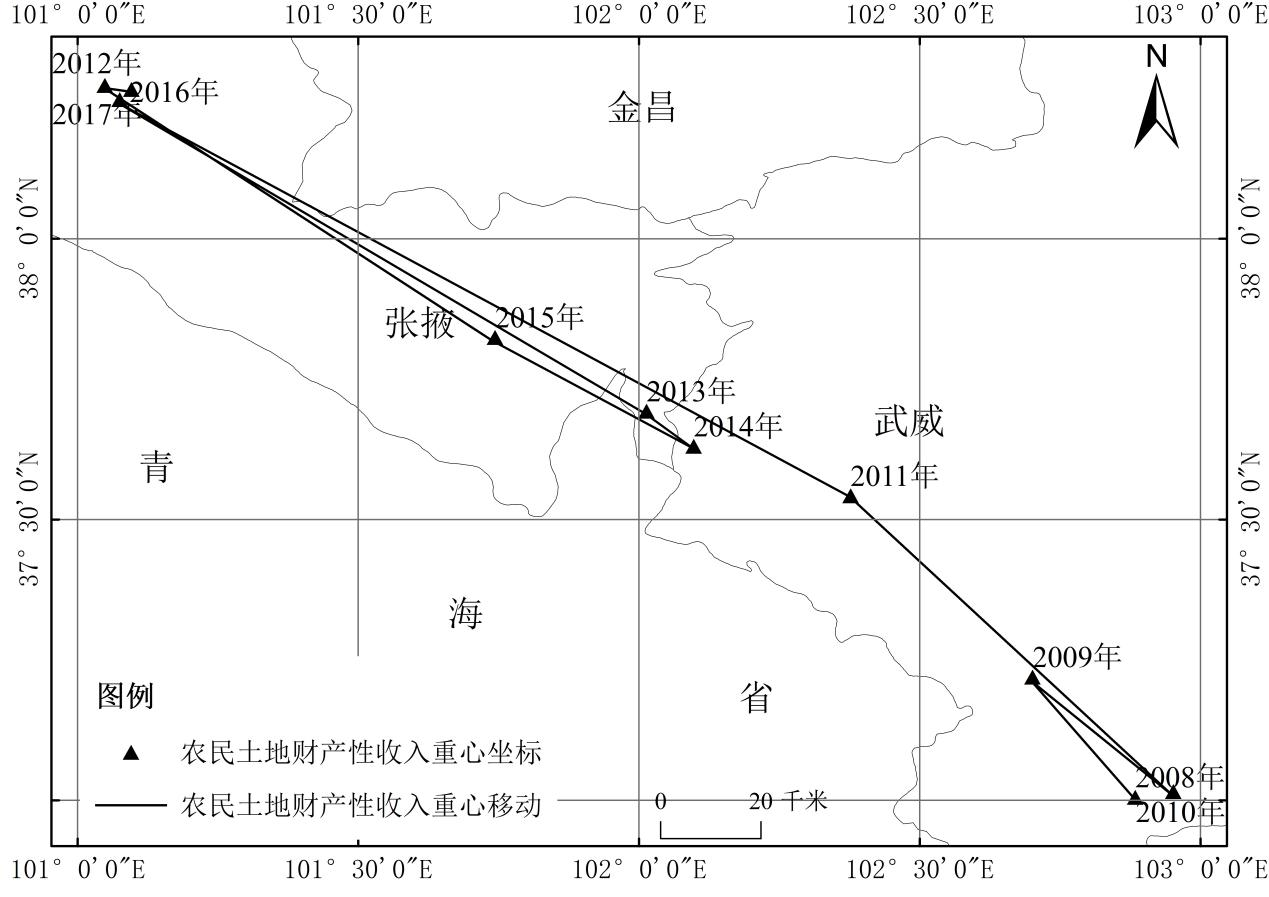 101° 0′0″E 101° 30′0″E 102° 0′0″E 102° 30′0″E 103° 0′0″E
N
2012年
2016年
2017年
金昌
38° 0′0″N
38° 0′0″N
2015年
张掖
2013年
2014年
武威
2011年
青
37° 30′0″N
37° 30′0″N
海
2009年
省
图例
农民土地财产性收入重心坐标
农民土地财产性收入重心移动
0 20 千米
2008年
2010年
101° 0′0″E 101° 30′0″E 102° 0′0″E 102° 30′0″E 103° 0′0″E